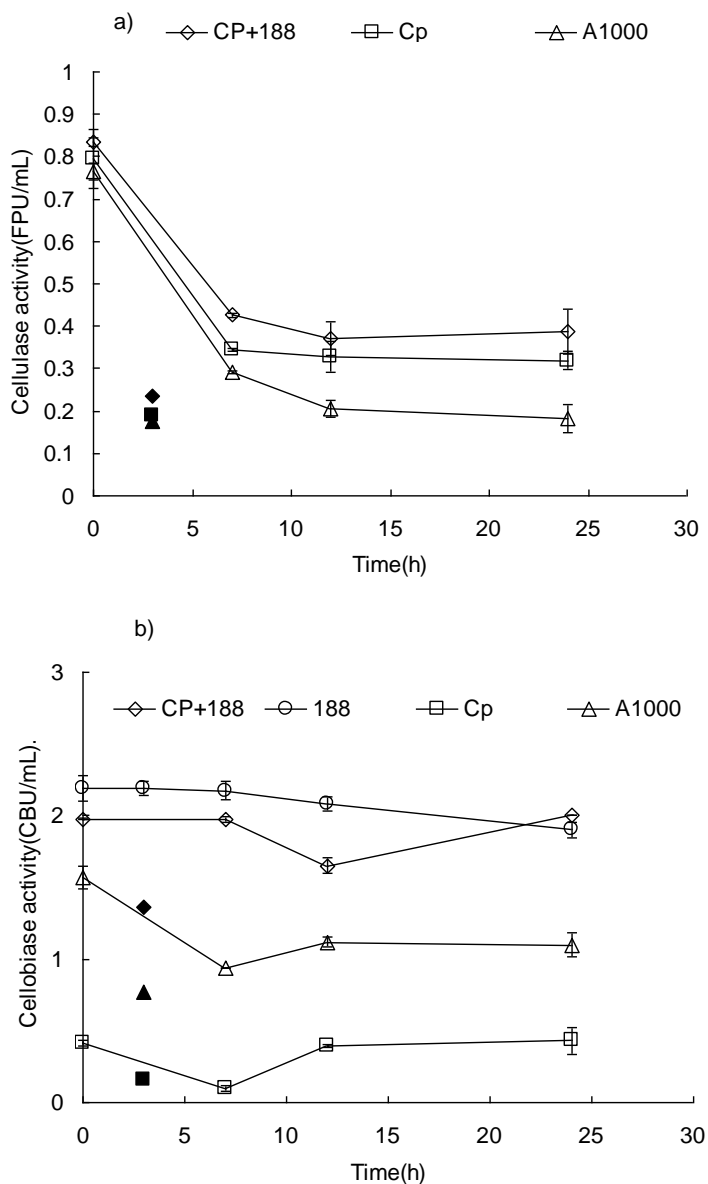 a)
CP+188 Cp A1000
1
0.9
0.8
0.7
0.6
0.5
0.4
0.3
0.2
0.1
0
Cellulase activity(FPU/mL)
0 5 10 15 20 25 30
Time(h)
b)
3
CP+188 188 Cp A1000
2
1
0
Cellobiase activity(CBU/mL).
0 5 10 15 20 25 30
Time(h)